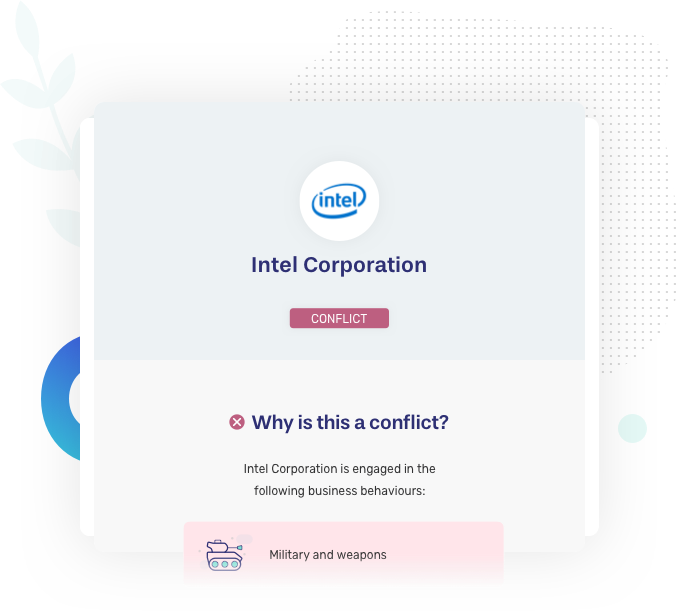 intel
Intel Corporation
CONFLICT
Why is this a conflict?
Intel Corporation is engaged in the
following business behaviours:
Military and weapons